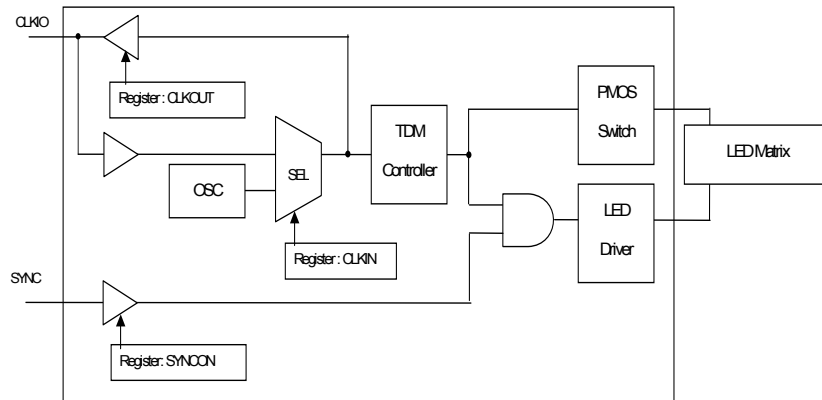 CLKIO
Register : CLKOUT
TDM
Controller
PMOS
Switch
LED Matrix
SEL
OSC
LED
Driver
Register : CLKIN
SYNC
Register : SYNCON